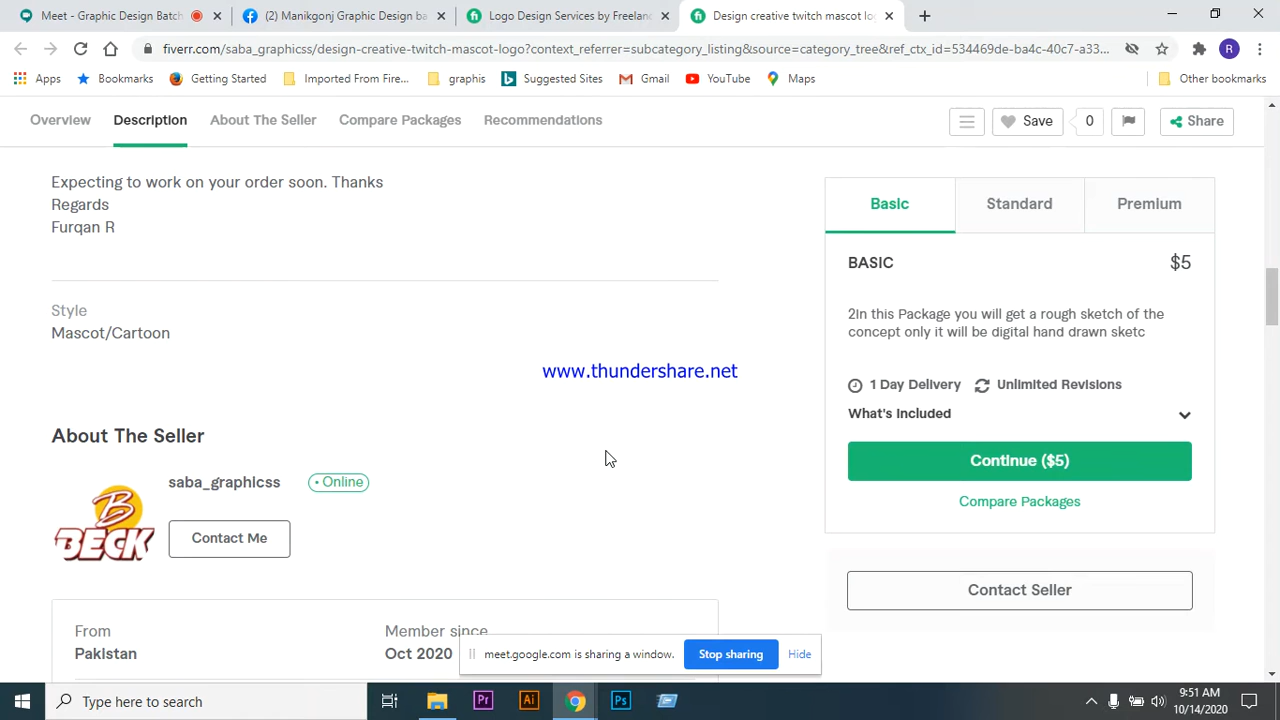 Meet - Graphic Design Batch
(2) Manikgonj Graphic Design ba
Logo Design Services by Freelanc
Design creative twitch mascot lo
fiverr.com/saba_graphicss/design-creative-twitch-mascot-logo?context_referrer=subcategory_listing&source=category_tree&ref_ctx_id=534469de-ba4c-40c7-a33...
R
Apps
Bookmarks
Getting Started
Imported From Fire...
graphis
Suggested Sites
Gmail
YouTube
Maps
Other bookmarks
Overview
Description
About The Seller
Compare Packages
Recommendations
Save
0
Share
Expecting to work on your order soon. Thanks
Regards
Furqan R
Style
Mascot/Cartoon
www.thundershare.net
About The Seller
saba_graphicss
• Online
B
BECK
Contact Me
From
Pakistan
Member since
Oct 2020
Basic
Standard
Premium
BASIC
$5
2In this Package you will get a rough sketch of the
concept only it will be digital hand drawn sketc
1 Day Delivery
Unlimited Revisions
What's Included
Continue ($5)
Compare Packages
Contact Seller
meet.google.com is sharing a window.
Stop sharing
Hide
Type here to search
Pr
Ai
Ps
9:51 AM
10/14/2020